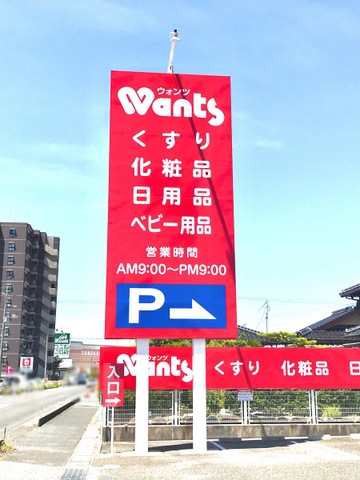 ウォンツ
Wants
くすり
化粧品
日用品
ベビー用品
営業時間
AM9:00～PM9:00
P
入口
ウォンツ
Wants くすり 化粧品 日